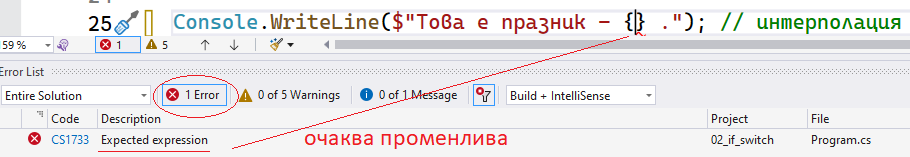 25 Console.WriteLine($"Това е празник - {} ."); // интерполация
59 % 1 5
Error List
Entire Solution 1 Error 0 of 5 Warnings 0 of 1 Message Build + IntelliSense
Code Description Project File
CS1733 Expected expression 02_if_switch Program.cs
очаква променлива